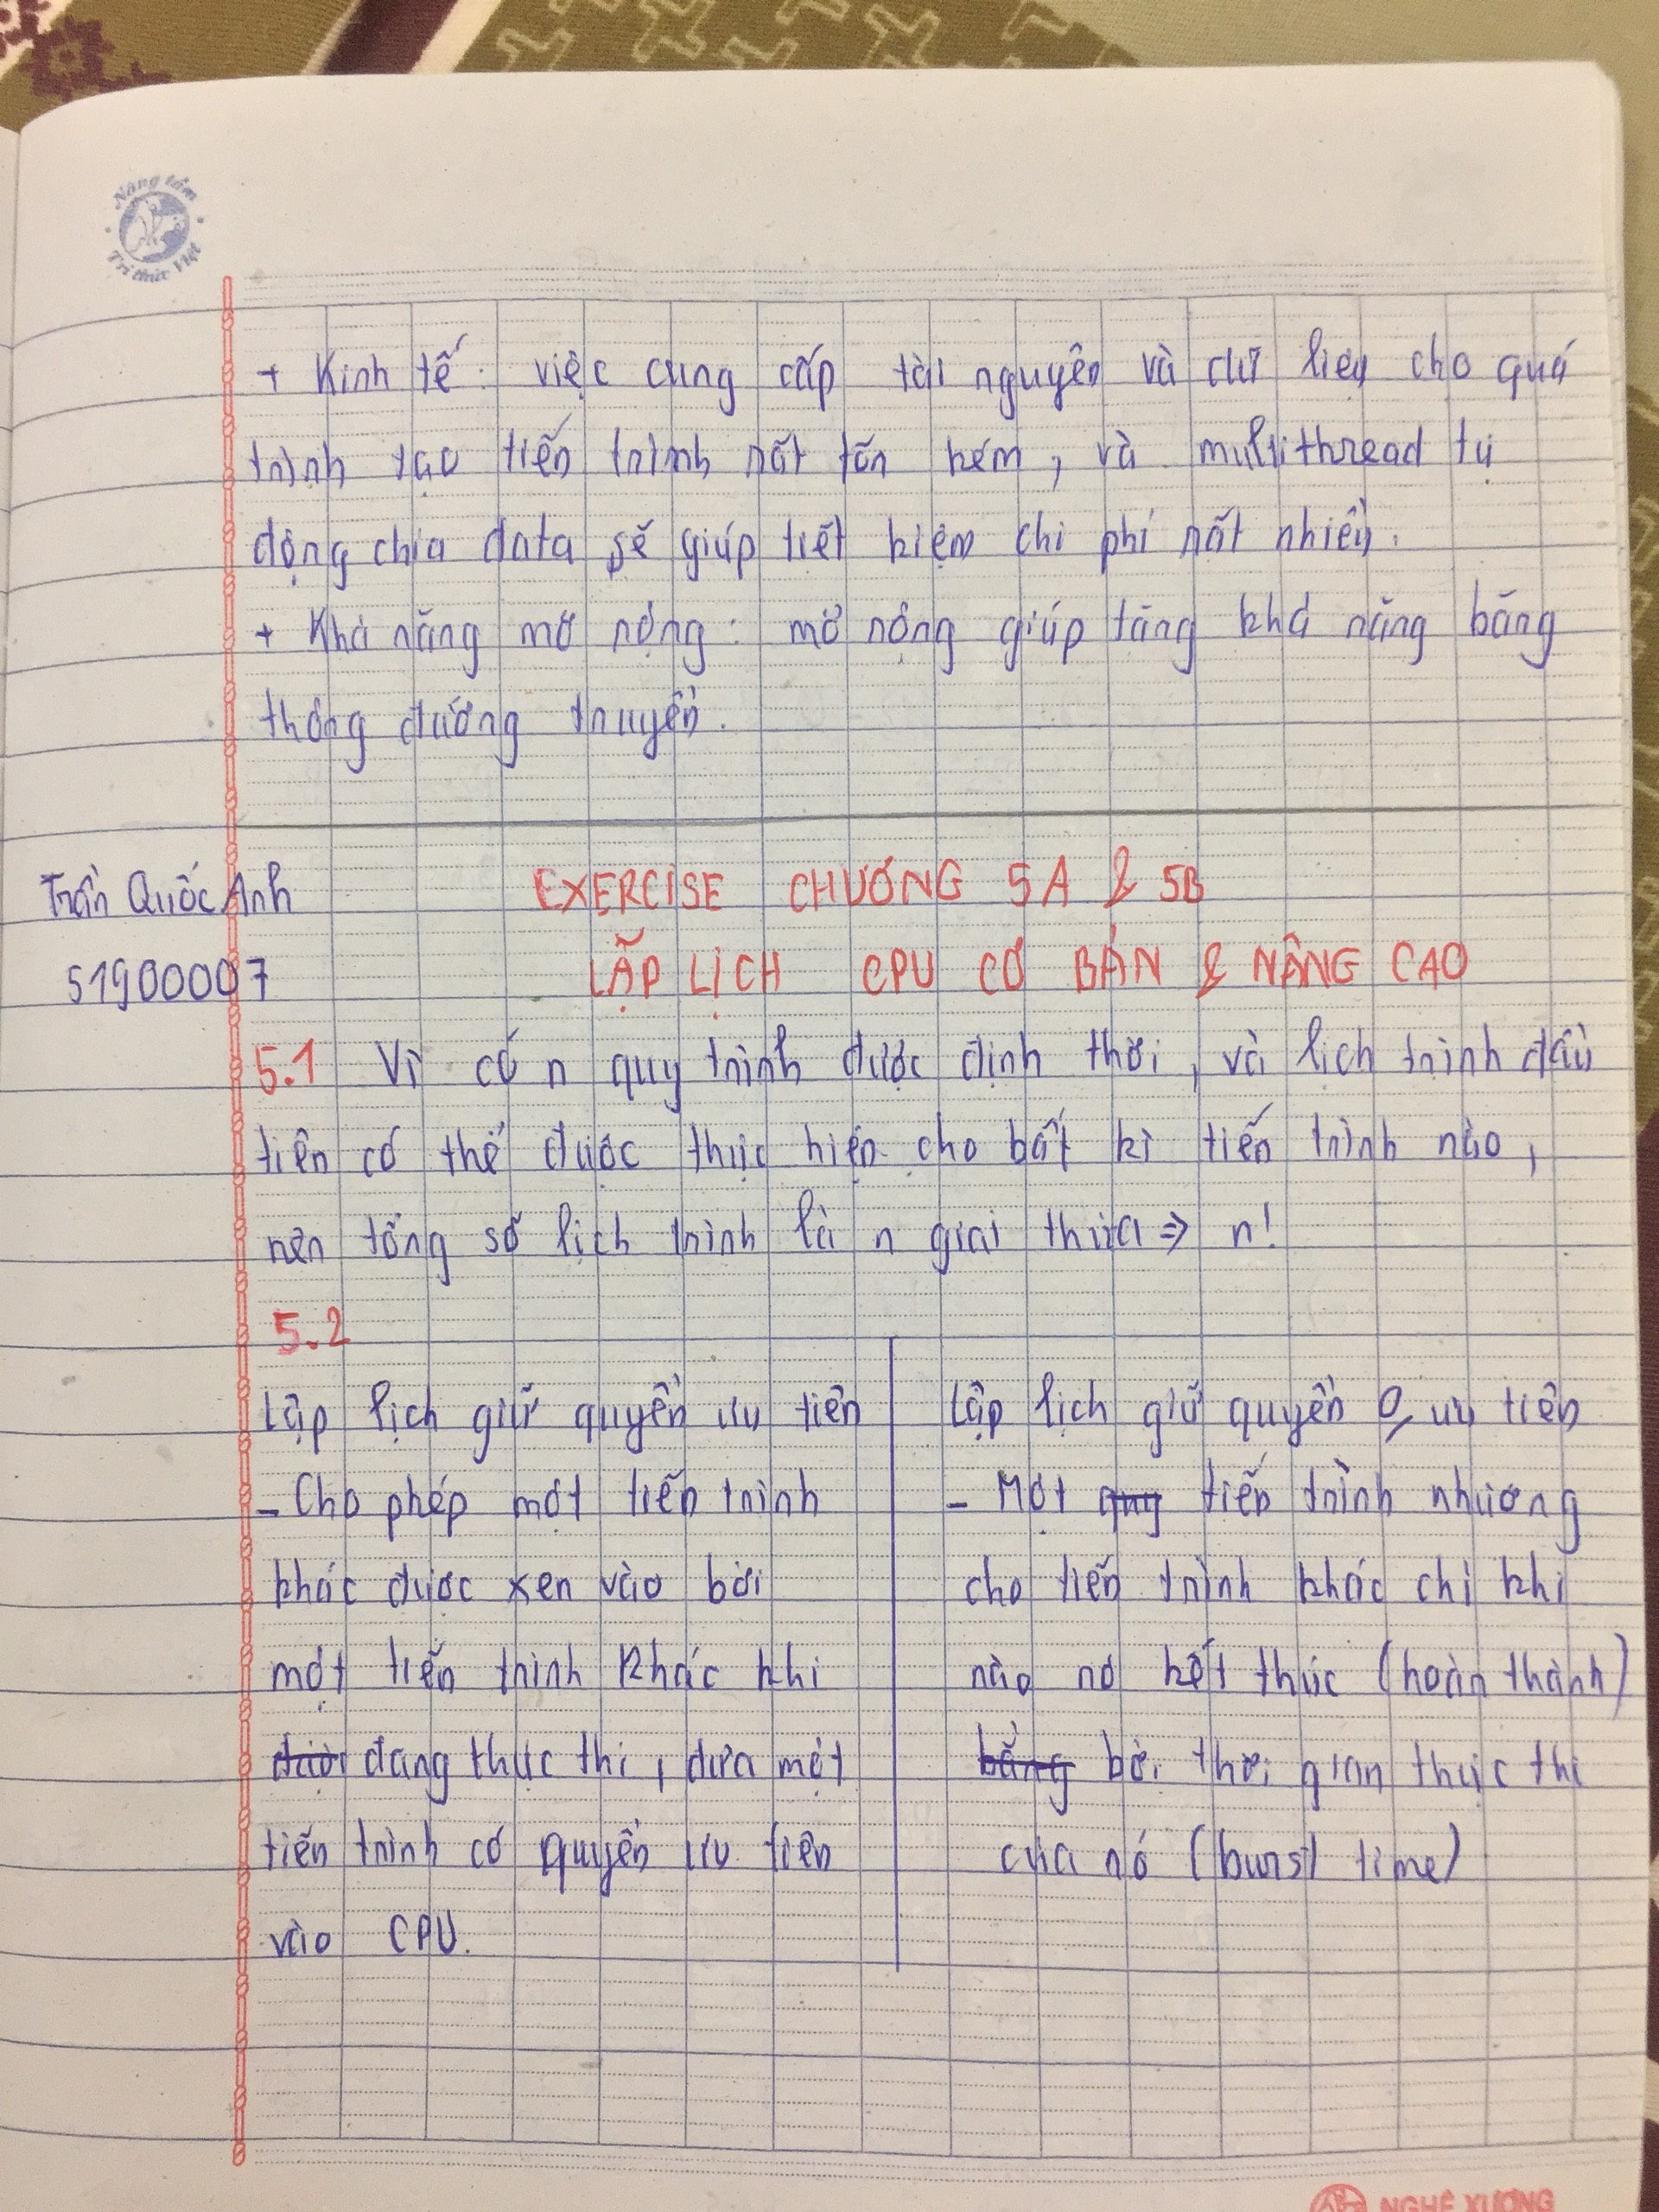 Nâng tầm
Tri thức Việt
+ Kinh tế: việc cung cấp tài nguyên và dữ liệu cho quá
trình tạo tiến trình rất tốn kém, và multithread tự
động chia data sẽ giúp tiết kiệm chi phí rất nhiều.
+ Khả năng mở rộng: mở rộng giúp tăng khả năng băng
thông đường truyền.
Trần Quốc Anh
51900007
EXERCISE CHƯƠNG 5A & 5B
LẬP LỊCH CPU CƠ BẢN & NÂNG CAO
5.1 Vì có n quy trình được định thời, và lịch trình đầu
tiên có thể được thực hiện cho bất kì tiến trình nào,
nên tổng số lịch trình là n giai thừa => n!
5.2
Lập lịch giữ quyền ưu tiên
- Cho phép một tiến trình
khác được xen vào bởi
một tiến trình khác khi
đang thực thi, đưa một
tiến trình có quyền ưu tiên
vào CPU.
Lập lịch giữ quyền 0 ưu tiên
- Một tiến trình nhường
cho tiến trình khác chỉ khi
nào nó kết thúc (hoàn thành)
bởi thời gian thực thi
của nó (burst time)
NGHỆ XƯƠNG